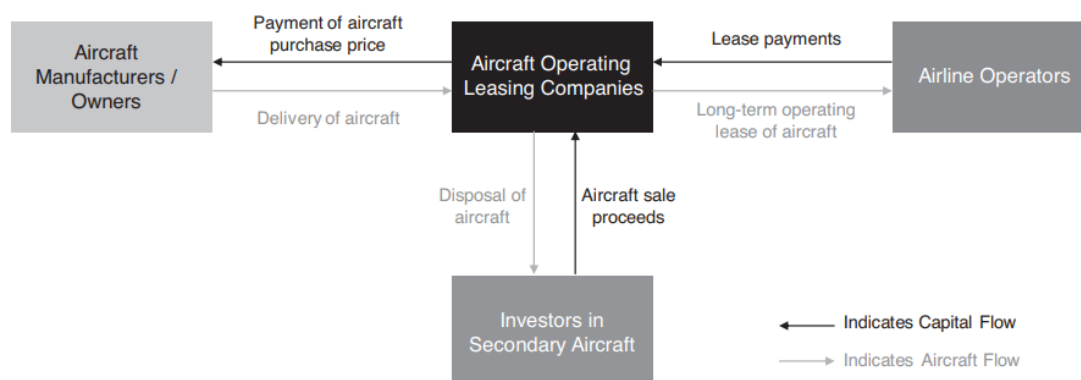 Payment of aircraft
purchase price
Lease payments
Aircraft
Manufacturers /
Owners
Aircraft Operating
Leasing Companies
Airline Operators
Delivery of aircraft
Long-term operating
lease of aircraft
Disposal of
aircraft
Aircraft sale
proceeds
Investors in
Secondary Aircraft
Indicates Capital Flow
Indicates Aircraft Flow